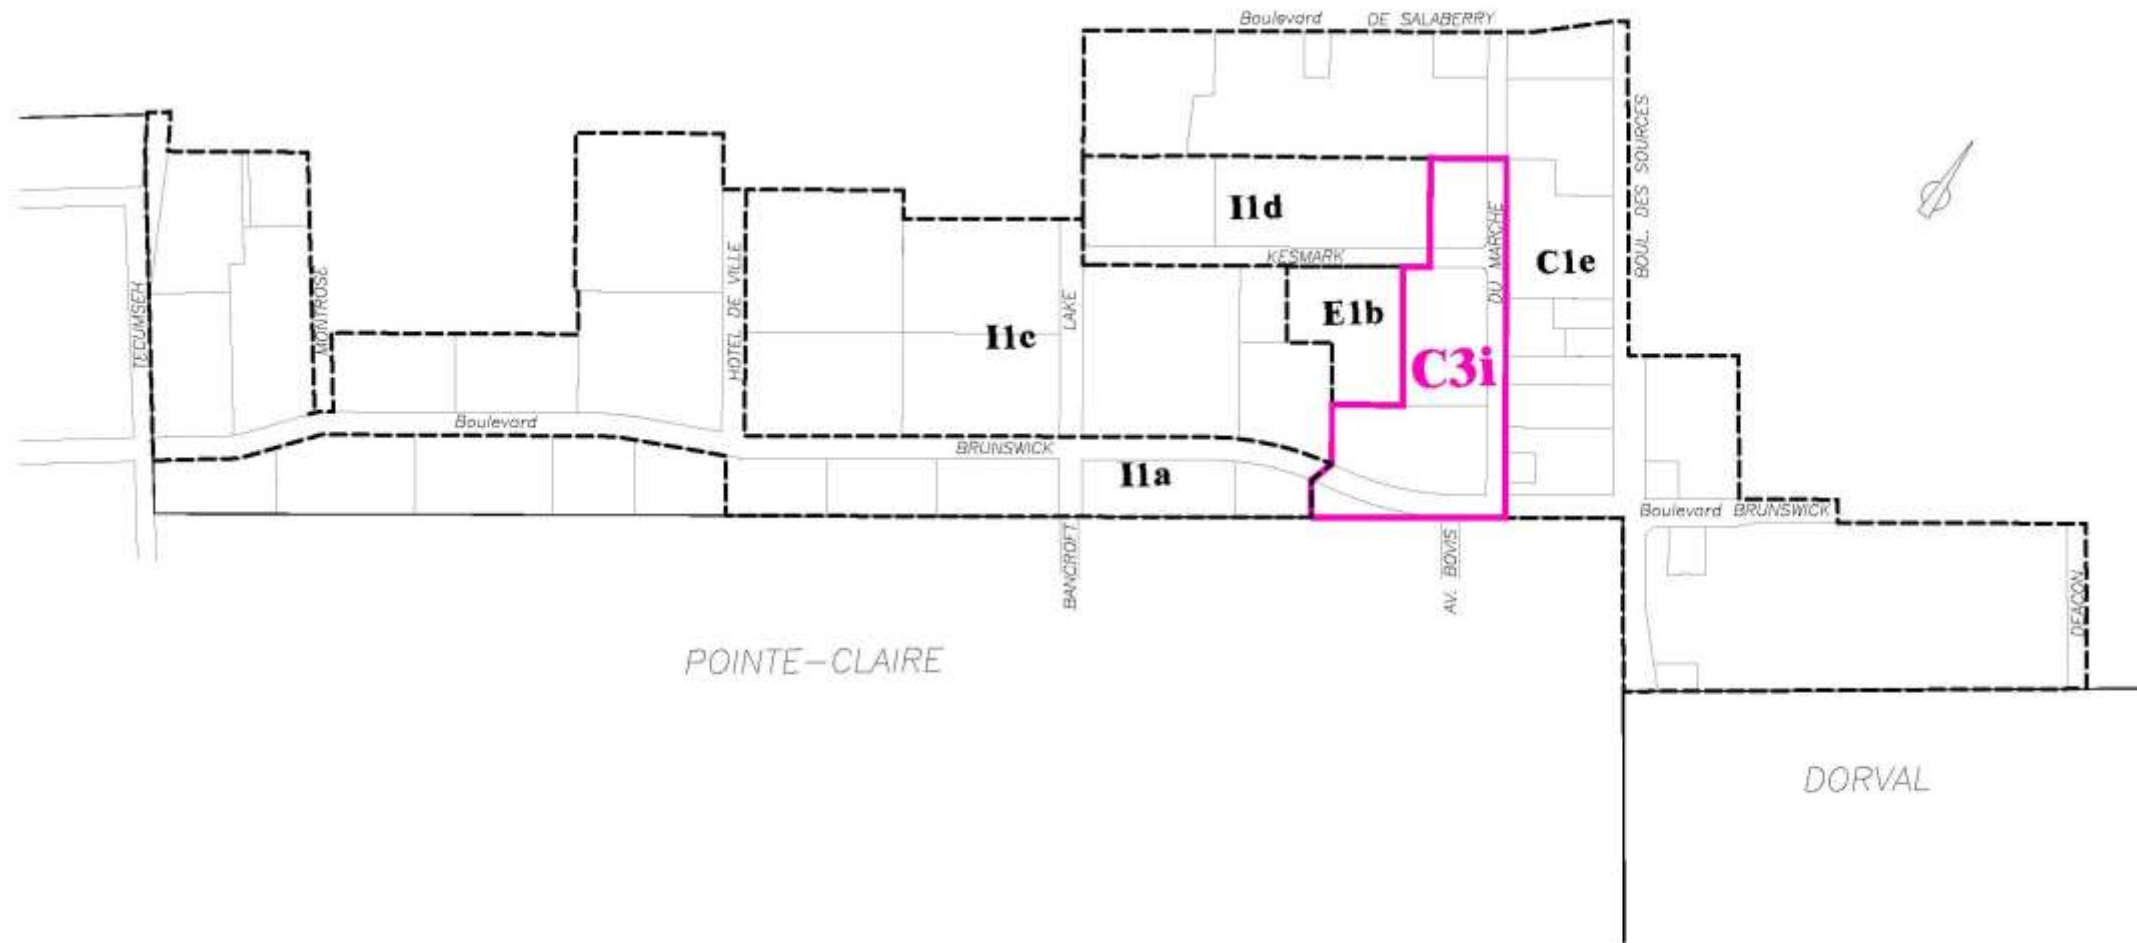 Boulevard DE SALABERRY
BOUL. DES SOURCES
I1d
DU MARCHE
KESMARK
C1e
HOTEL DE VILLE
TECUMSEH
MONTROSE
LAKE
E1b
I1c
C3i
Boulevard
BRUNSWICK
I1a
Boulevard BRUNSWICK
BANCROFT
AV. BOVIS
DEACON
POINTE-CLAIRE
DORVAL